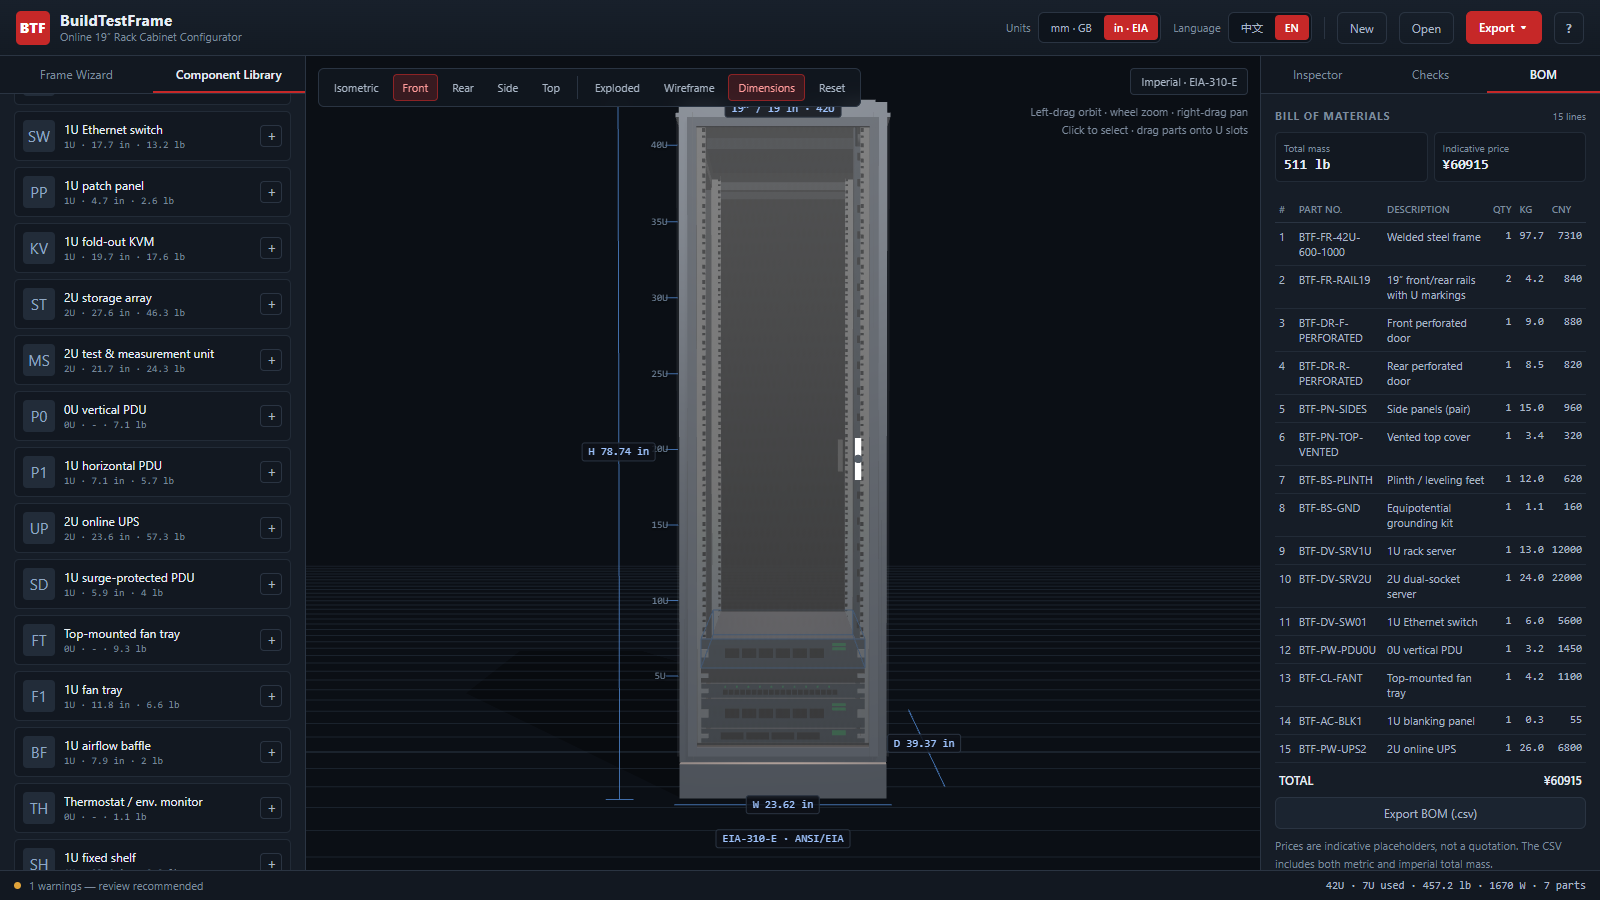 BTF
BuildTestFrame
Online 19″ Rack Cabinet Configurator
Units
mm · GB
in · EIA
Language
中文
EN
New
Open
Export
?
Frame Wizard
Component Library
SW
1U Ethernet switch
1U · 17.7 in · 13.2 lb
+
PP
1U patch panel
1U · 4.7 in · 2.6 lb
+
KV
1U fold-out KVM
1U · 19.7 in · 17.6 lb
+
ST
2U storage array
2U · 27.6 in · 46.3 lb
+
MS
2U test & measurement unit
2U · 21.7 in · 24.3 lb
+
P0
0U vertical PDU
0U · - · 7.1 lb
+
P1
1U horizontal PDU
1U · 7.1 in · 5.7 lb
+
UP
2U online UPS
2U · 23.6 in · 57.3 lb
+
SD
1U surge-protected PDU
1U · 5.9 in · 4 lb
+
FT
Top-mounted fan tray
0U · - · 9.3 lb
+
F1
1U fan tray
1U · 11.8 in · 6.6 lb
+
BF
1U airflow baffle
1U · 7.9 in · 2 lb
+
TH
Thermostat / env. monitor
0U · - · 1.1 lb
+
SH
1U fixed shelf
+
Isometric
Front
Rear
Side
Top
Exploded
Wireframe
Dimensions
Reset
Imperial · EIA-310-E
Left-drag orbit · wheel zoom · right-drag pan
Click to select · drag parts onto U slots
19" / 19 in · 42U
40U
35U
30U
25U
H 78.74 in
15U
10U
5U
D 39.37 in
W 23.62 in
EIA-310-E · ANSI/EIA
Inspector
Checks
BOM
BILL OF MATERIALS
15 lines
Total mass
511 lb
Indicative price
¥60915
# PART NO. DESCRIPTION QTY KG CNY
1 BTF-FR-42U-600-1000 Welded steel frame 1 97.7 7310
2 BTF-FR-RAIL19 19″ front/rear rails with U markings 2 4.2 840
3 BTF-DR-F-PERFORATED Front perforated door 1 9.0 880
4 BTF-DR-R-PERFORATED Rear perforated door 1 8.5 820
5 BTF-PN-SIDES Side panels (pair) 1 15.0 960
6 BTF-PN-TOP-VENTED Vented top cover 1 3.4 320
7 BTF-BS-PLINTH Plinth / leveling feet 1 12.0 620
8 BTF-BS-GND Equipotential grounding kit 1 1.1 160
9 BTF-DV-SRV1U 1U rack server 1 13.0 12000
10 BTF-DV-SRV2U 2U dual-socket server 1 24.0 22000
11 BTF-DV-SW01 1U Ethernet switch 1 6.0 5600
12 BTF-PW-PDU0U 0U vertical PDU 1 3.2 1450
13 BTF-CL-FANT Top-mounted fan tray 1 4.2 1100
14 BTF-AC-BLK1 1U blanking panel 1 0.3 55
15 BTF-PW-UPS2 2U online UPS 1 26.0 6800
TOTAL ¥60915
Export BOM (.csv)
Prices are indicative placeholders, not a quotation. The CSV
includes both metric and imperial total mass.
1 warnings — review recommended
42U · 7U used · 457.2 lb · 1670 W · 7 parts